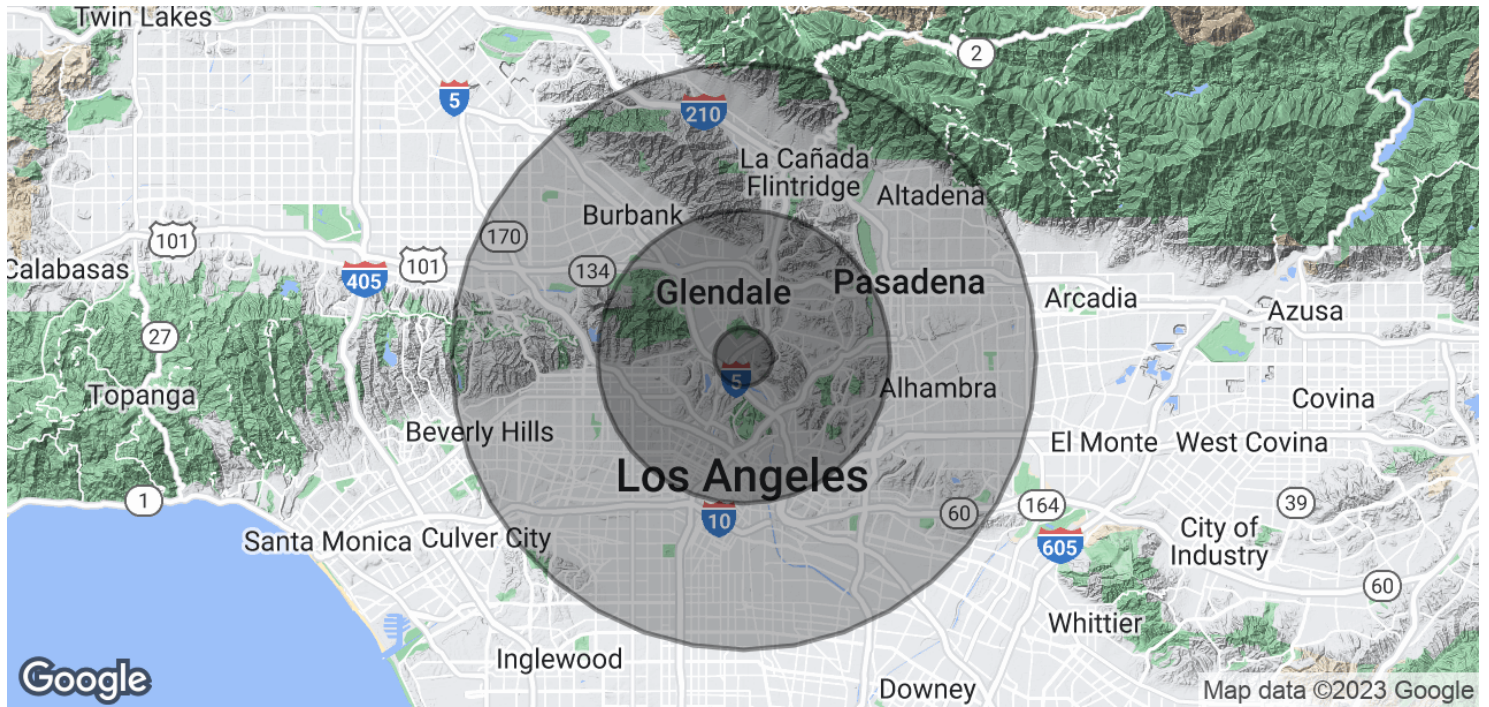 Twin Lakes
2
5
210
La Cañada
Flintridge
Altadena
Burbank
170
101
134
101
405
Calabasas
Glendale
Pasadena
Arcadia
Azusa
27
5
Topanga
Alhambra
Covina
Beverly Hills
El Monte
West Covina
Los Angeles
1
10
60
164
39
Santa Monica
Culver City
605
City of
Industry
60
Whittier
Inglewood
Downey
Google
Map data ©2023 Google